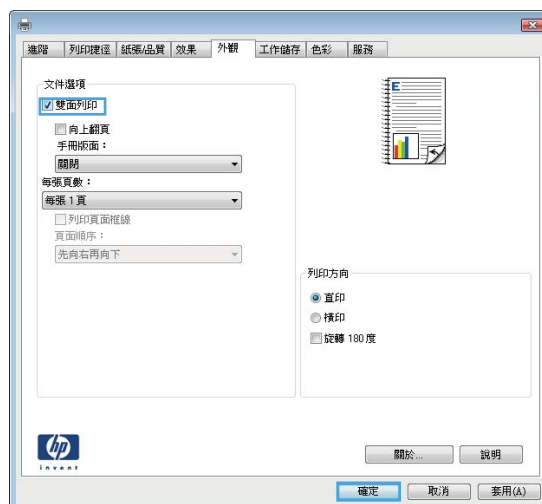 進階 列印捷徑 紙張/品質 效果 外觀 工作儲存 色彩 服務
文件選項
雙面列印
向上翻頁
手冊版面：
關閉
每張頁數：
每張 1 頁
列印頁面框線
頁面順序：
先向右再向下
E
列印方向
直印
橫印
旋轉 180 度
hp
invent
關於... 說明
確定 取消 套用(A)